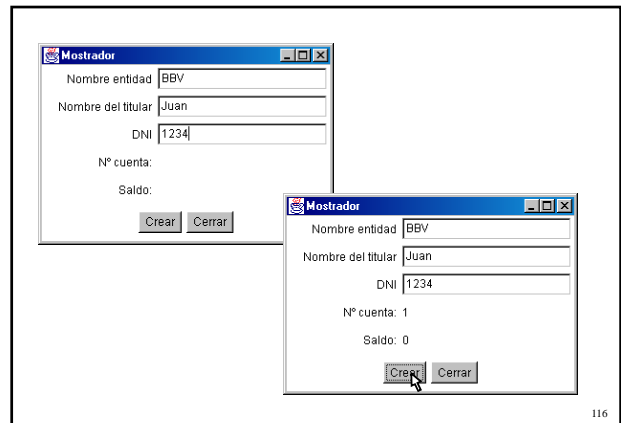 Mostrador
Nombre entidad BBV
Nombre del titular Juan
DNI 1234
Nº cuenta:
Saldo:
Crear Cerrar
Mostrador
Nombre entidad BBV
Nombre del titular Juan
DNI 1234
Nº cuenta: 1
Saldo: 0
Crear Cerrar
116